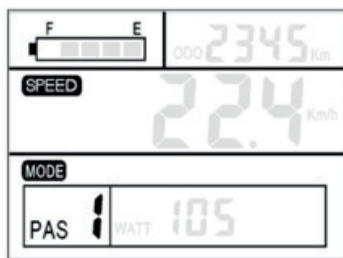 F E
ODO 2345 Km
SPEED
22.4 Km/h
MODE
PAS 1 WATT 105